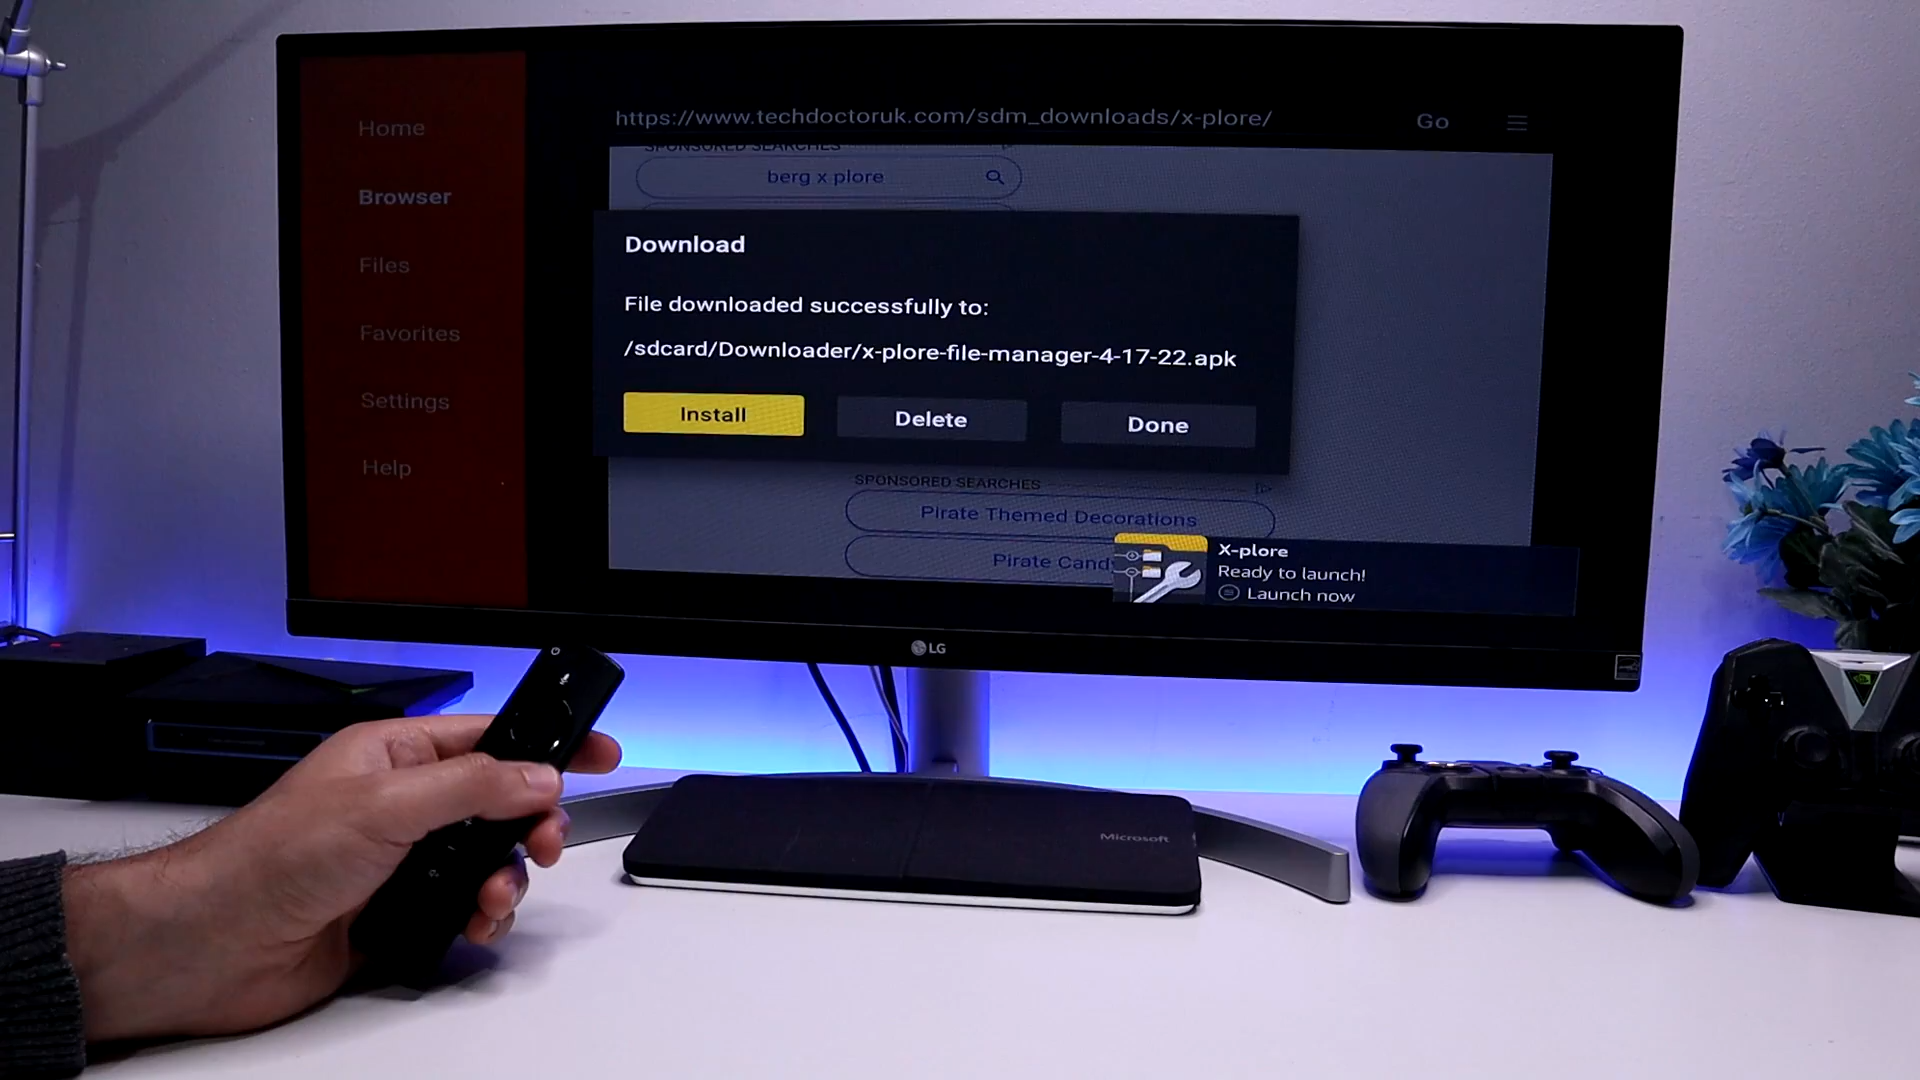 Home
Browser
Files
Favorites
Settings
Help
https://www.techdoctoruk.com/sdm_downloads/x-plore/
Go
SPONSORED SEARCHES
berg x plore
Download
File downloaded successfully to:
/sdcard/Downloader/x-plore-file-manager-4-17-22.apk
Install
Delete
Done
SPONSORED SEARCHES
Pirate Themed Decorations
Pirate Cand
X-plore
Ready to launch!
Launch now
LG
Microsoft